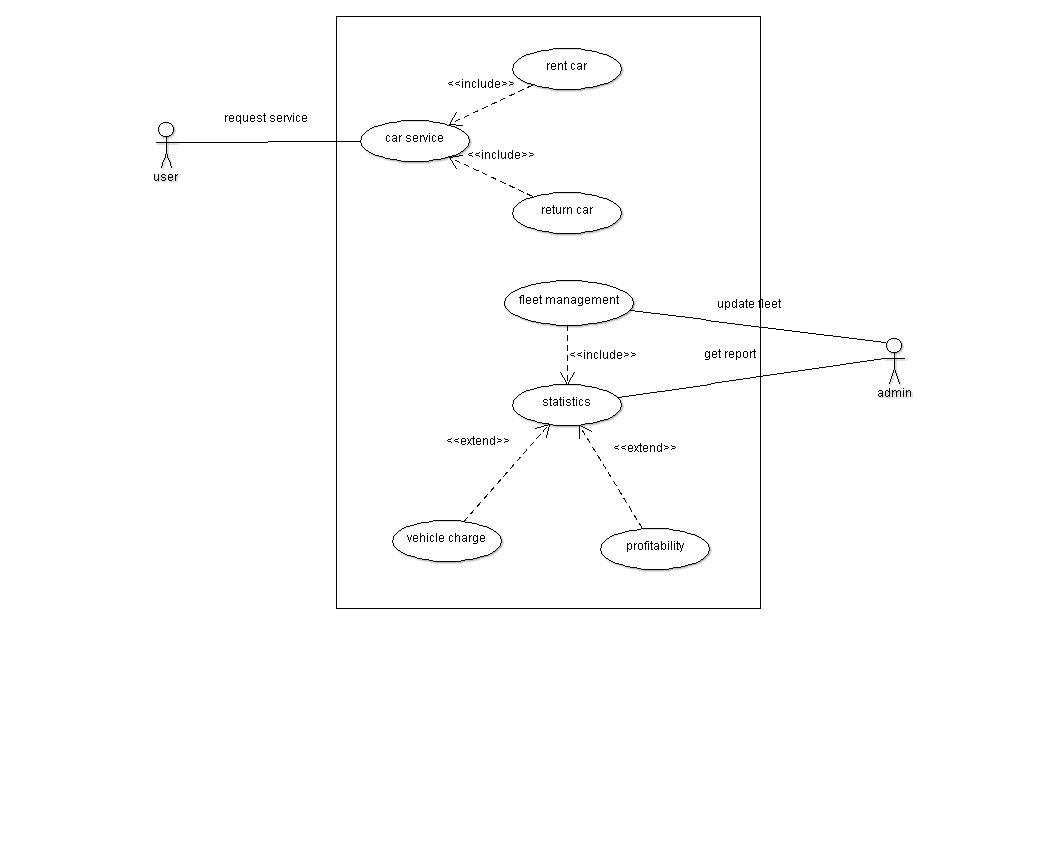 rent car
<<include>>
request service
car service
user
<<include>>
return car
fleet management
update fleet
<<include>>
get report
admin
statistics
<<extend>>
<<extend>>
vehicle charge
profitability